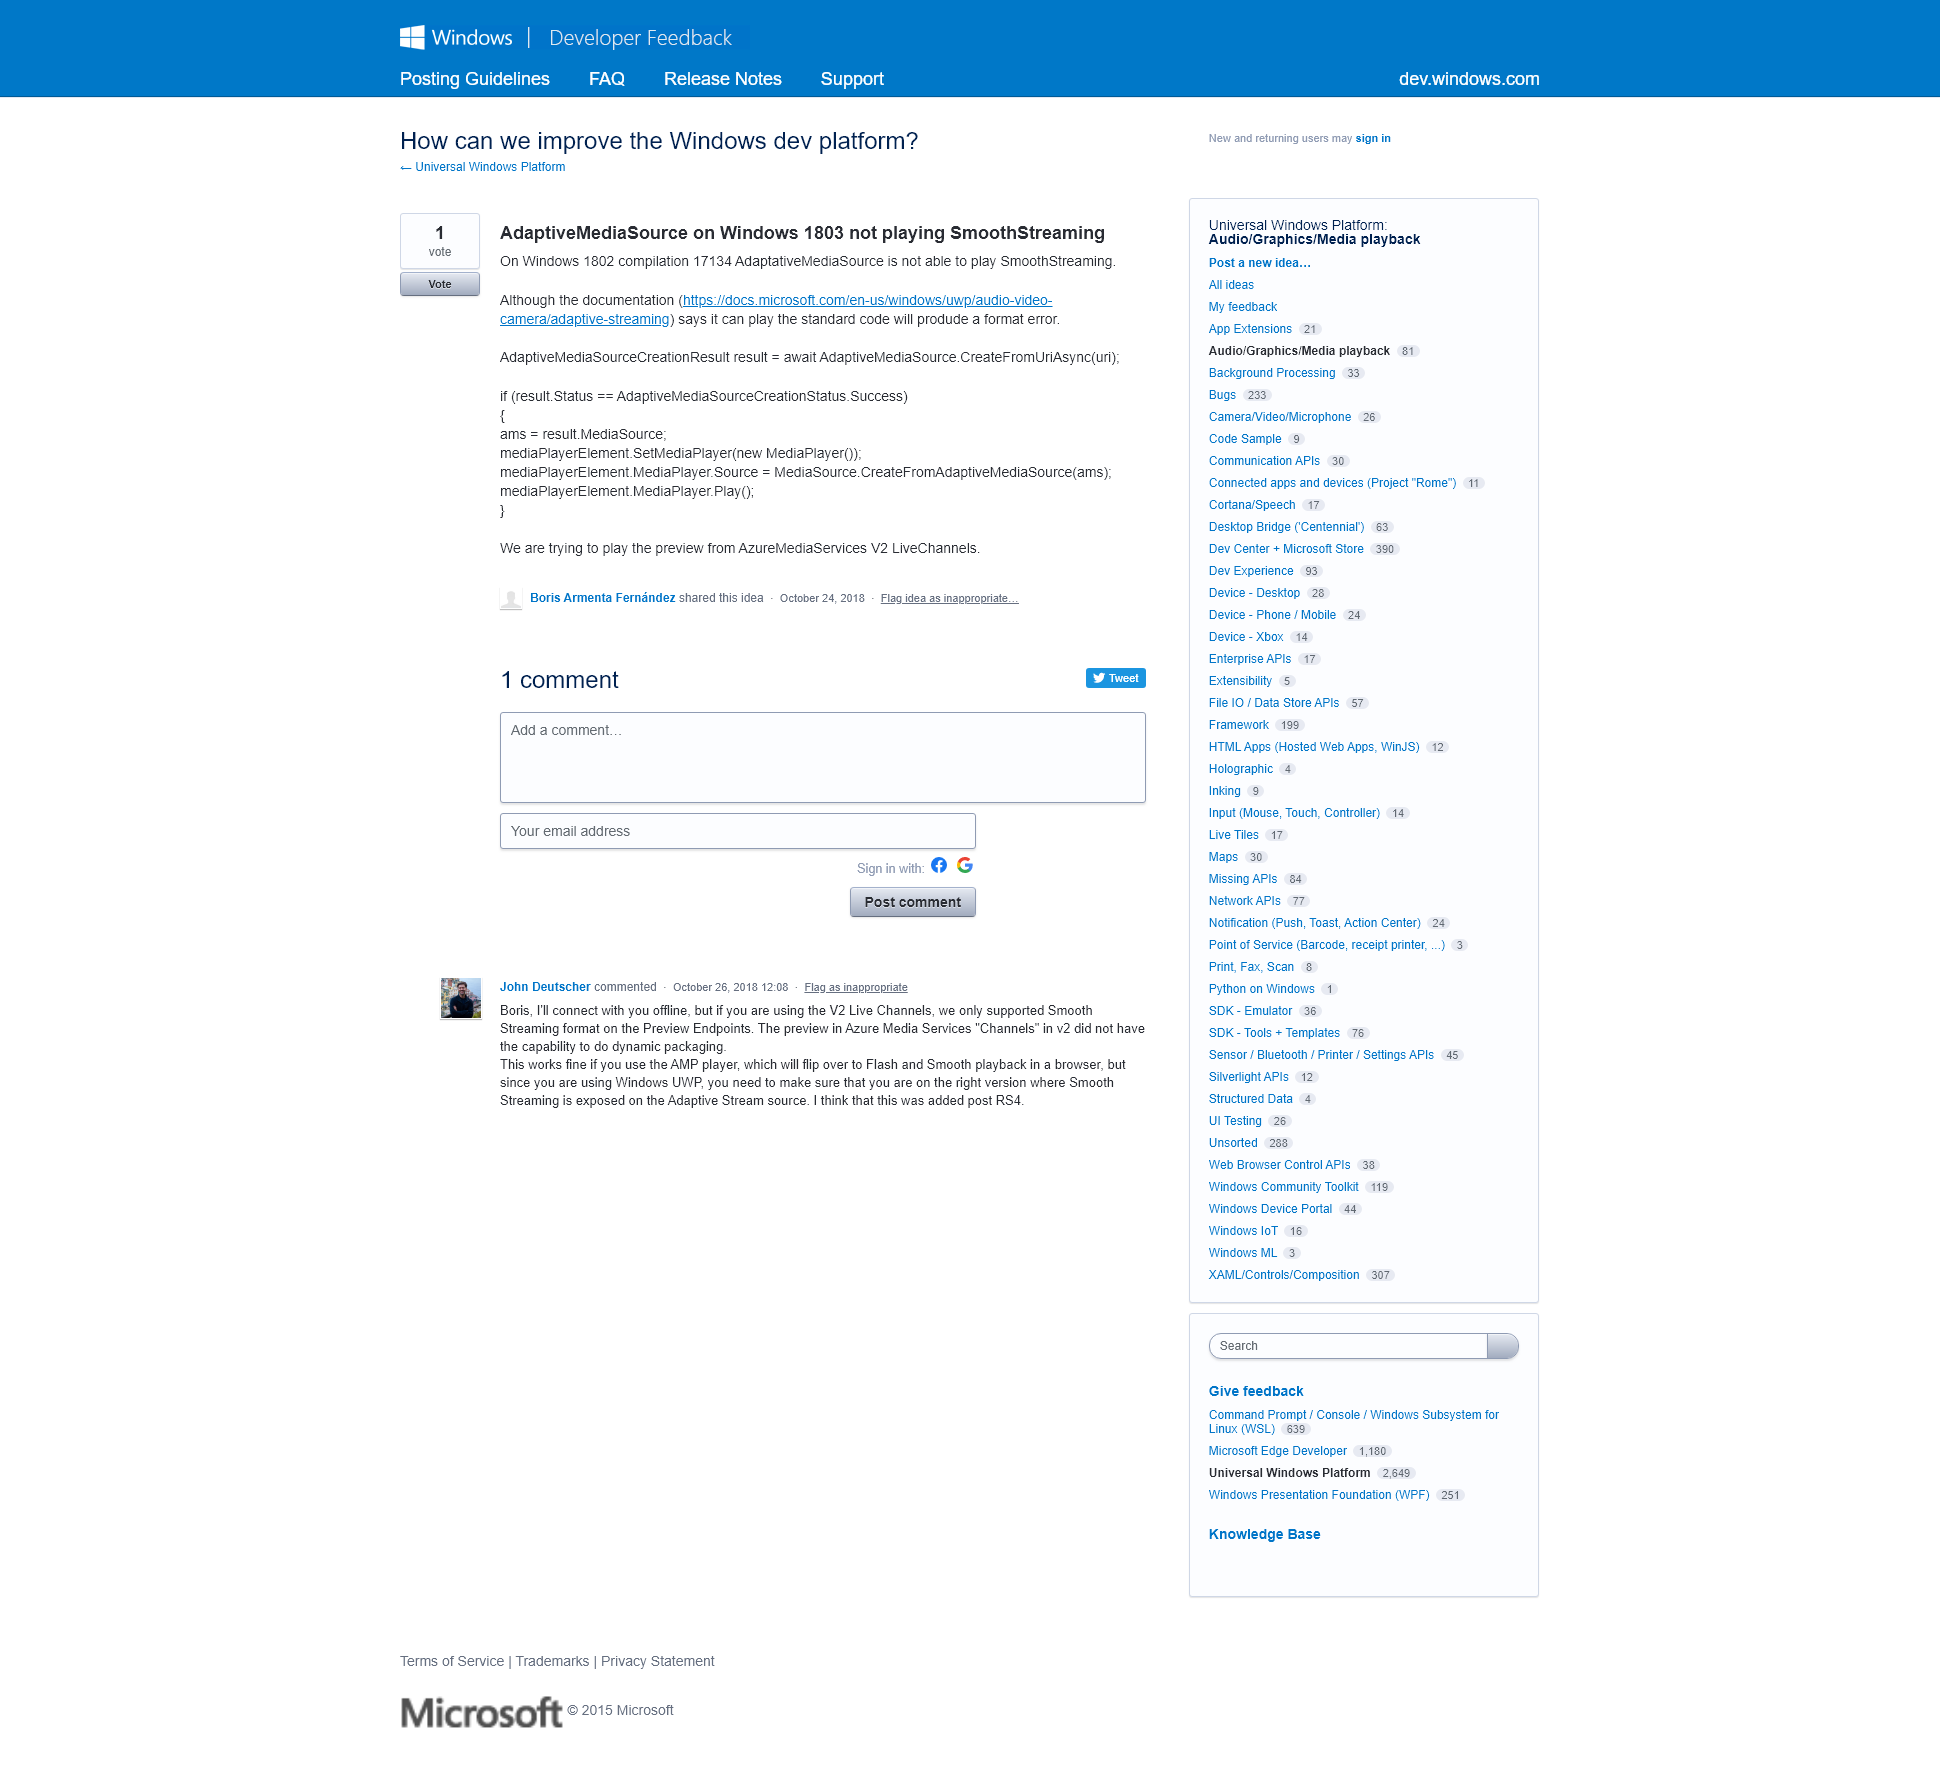 Windows | Developer Feedback
Posting Guidelines FAQ Release Notes Support dev.windows.com
How can we improve the Windows dev platform?
← Universal Windows Platform
New and returning users may sign in
1
vote
Vote
AdaptiveMediaSource on Windows 1803 not playing SmoothStreaming
On Windows 1802 compilation 17134 AdaptativeMediaSource is not able to play SmoothStreaming.
Although the documentation (https://docs.microsoft.com/en-us/windows/uwp/audio-video-
camera/adaptive-streaming) says it can play the standard code will produde a format error.
AdaptiveMediaSourceCreationResult result = await AdaptiveMediaSource.CreateFromUriAsync(uri);
if (result.Status == AdaptiveMediaSourceCreationStatus.Success)
{
ams = result.MediaSource;
mediaPlayerElement.SetMediaPlayer(new MediaPlayer());
mediaPlayerElement.MediaPlayer.Source = MediaSource.CreateFromAdaptiveMediaSource(ams);
mediaPlayerElement.MediaPlayer.Play();
}
We are trying to play the preview from AzureMediaServices V2 LiveChannels.
Boris Armenta Fernández shared this idea · October 24, 2018 · Flag idea as inappropriate…
1 comment
Tweet
Add a comment…
Your email address
Sign in with:
Post comment
John Deutscher commented · October 26, 2018 12:08 · Flag as inappropriate
Boris, I'll connect with you offline, but if you are using the V2 Live Channels, we only supported Smooth
Streaming format on the Preview Endpoints. The preview in Azure Media Services "Channels" in v2 did not have
the capability to do dynamic packaging.
This works fine if you use the AMP player, which will flip over to Flash and Smooth playback in a browser, but
since you are using Windows UWP, you need to make sure that you are on the right version where Smooth
Streaming is exposed on the Adaptive Stream source. I think that this was added post RS4.
Universal Windows Platform:
Audio/Graphics/Media playback
Post a new idea…
All ideas
My feedback
App Extensions 21
Audio/Graphics/Media playback 81
Background Processing 33
Bugs 233
Camera/Video/Microphone 26
Code Sample 9
Communication APIs 30
Connected apps and devices (Project "Rome") 11
Cortana/Speech 17
Desktop Bridge ('Centennial') 63
Dev Center + Microsoft Store 390
Dev Experience 93
Device - Desktop 28
Device - Phone / Mobile 24
Device - Xbox 14
Enterprise APIs 17
Extensibility 5
File IO / Data Store APIs 57
Framework 199
HTML Apps (Hosted Web Apps, WinJS) 12
Holographic 4
Inking 9
Input (Mouse, Touch, Controller) 14
Live Tiles 17
Maps 30
Missing APIs 84
Network APIs 77
Notification (Push, Toast, Action Center) 24
Point of Service (Barcode, receipt printer, ...) 3
Print, Fax, Scan 8
Python on Windows 1
SDK - Emulator 36
SDK - Tools + Templates 76
Sensor / Bluetooth / Printer / Settings APIs 45
Silverlight APIs 12
Structured Data 4
UI Testing 26
Unsorted 288
Web Browser Control APIs 38
Windows Community Toolkit 119
Windows Device Portal 44
Windows IoT 16
Windows ML 3
XAML/Controls/Composition 307
Search
Give feedback
Command Prompt / Console / Windows Subsystem for
Linux (WSL) 639
Microsoft Edge Developer 1,180
Universal Windows Platform 2,649
Windows Presentation Foundation (WPF) 251
Knowledge Base
Terms of Service | Trademarks | Privacy Statement
Microsoft © 2015 Microsoft